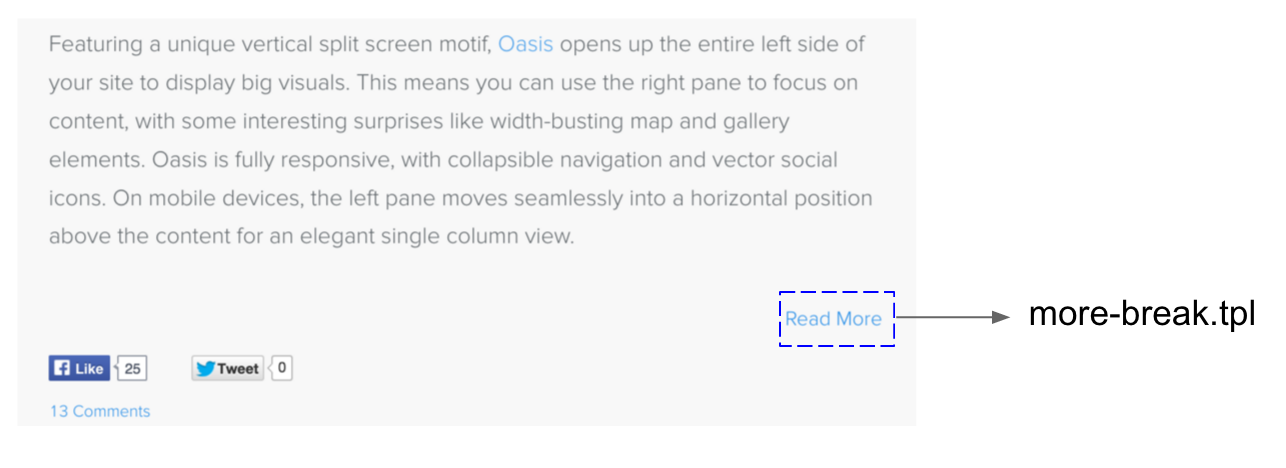 Featuring a unique vertical split screen motif, Oasis opens up the entire left side of
your site to display big visuals. This means you can use the right pane to focus on
content, with some interesting surprises like width-busting map and gallery
elements. Oasis is fully responsive, with collapsible navigation and vector social
icons. On mobile devices, the left pane moves seamlessly into a horizontal position
above the content for an elegant single column view.
Read More
more-break.tpl
Like 25 Tweet 0
13 Comments